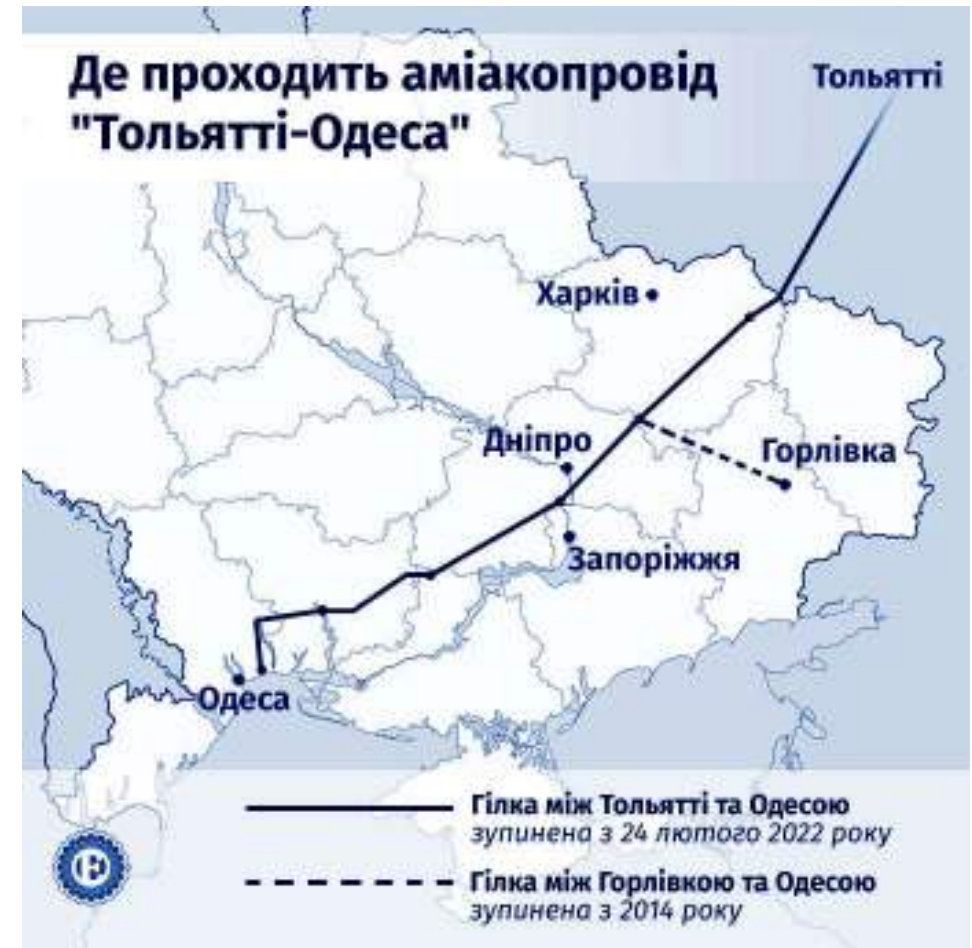 Де проходить аміакопровід
"Тольятті-Одеса"
Тольятті
Харків
Дніпро
Горлівка
Запоріжжя
Одеса
Гілка між Тольятті та Одесою
зупинена з 24 лютого 2022 року
Гілка між Горлівкою та Одесою
зупинена з 2014 року